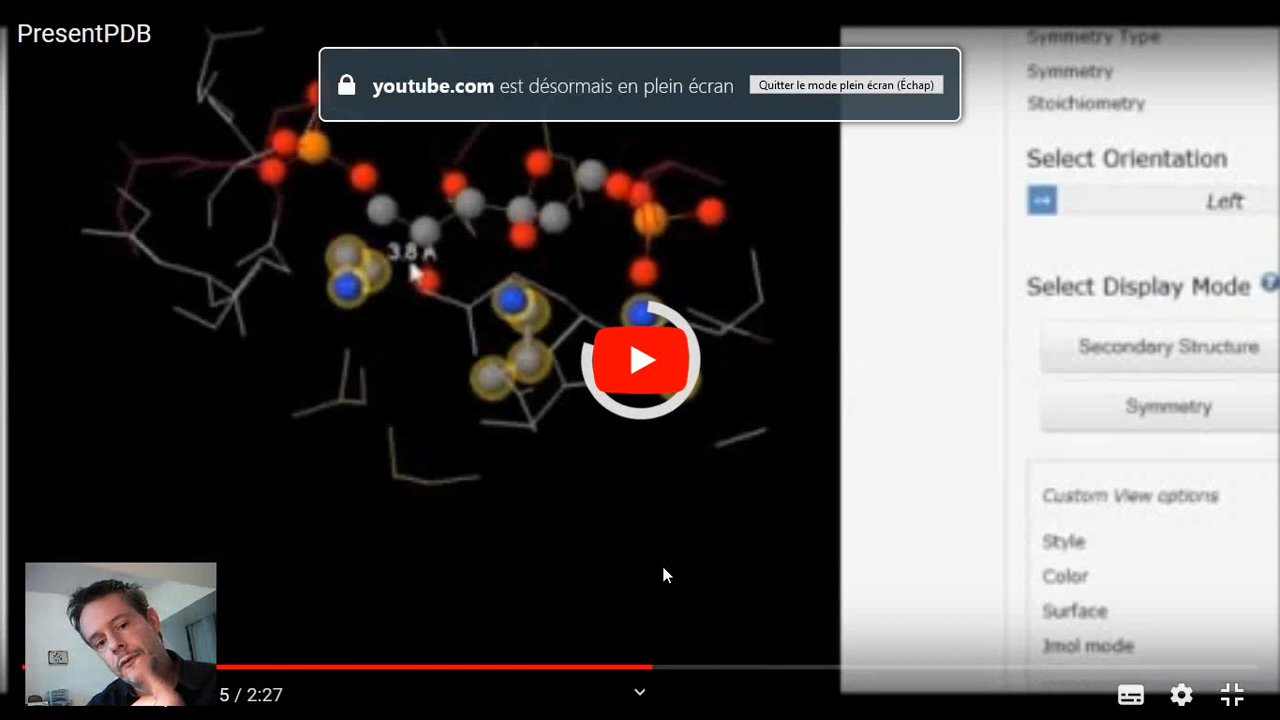 PresentPDB
youtube.com est désormais en plein écran
Quitter le mode plein écran (Échap)
Symmetry Type
Symmetry
Stoichiometry
Select Orientation
Left
3.8 A
Select Display Mode
Secondary Structure
Symmetry
Custom View options
Style
Color
Surface
Jmol mode
5 / 2:27